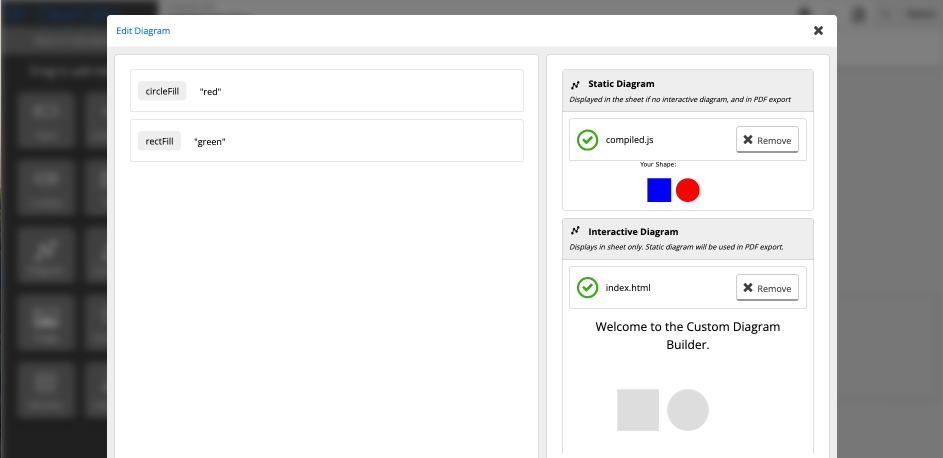 Edit Diagram
circleFill "red"
rectFill "green"
Static Diagram
Displayed in the sheet if no interactive diagram, and in PDF export
compiled.js
Remove
Your Shape:
Interactive Diagram
Displays in sheet only. Static diagram will be used in PDF export.
index.html
Remove
Welcome to the Custom Diagram
Builder.